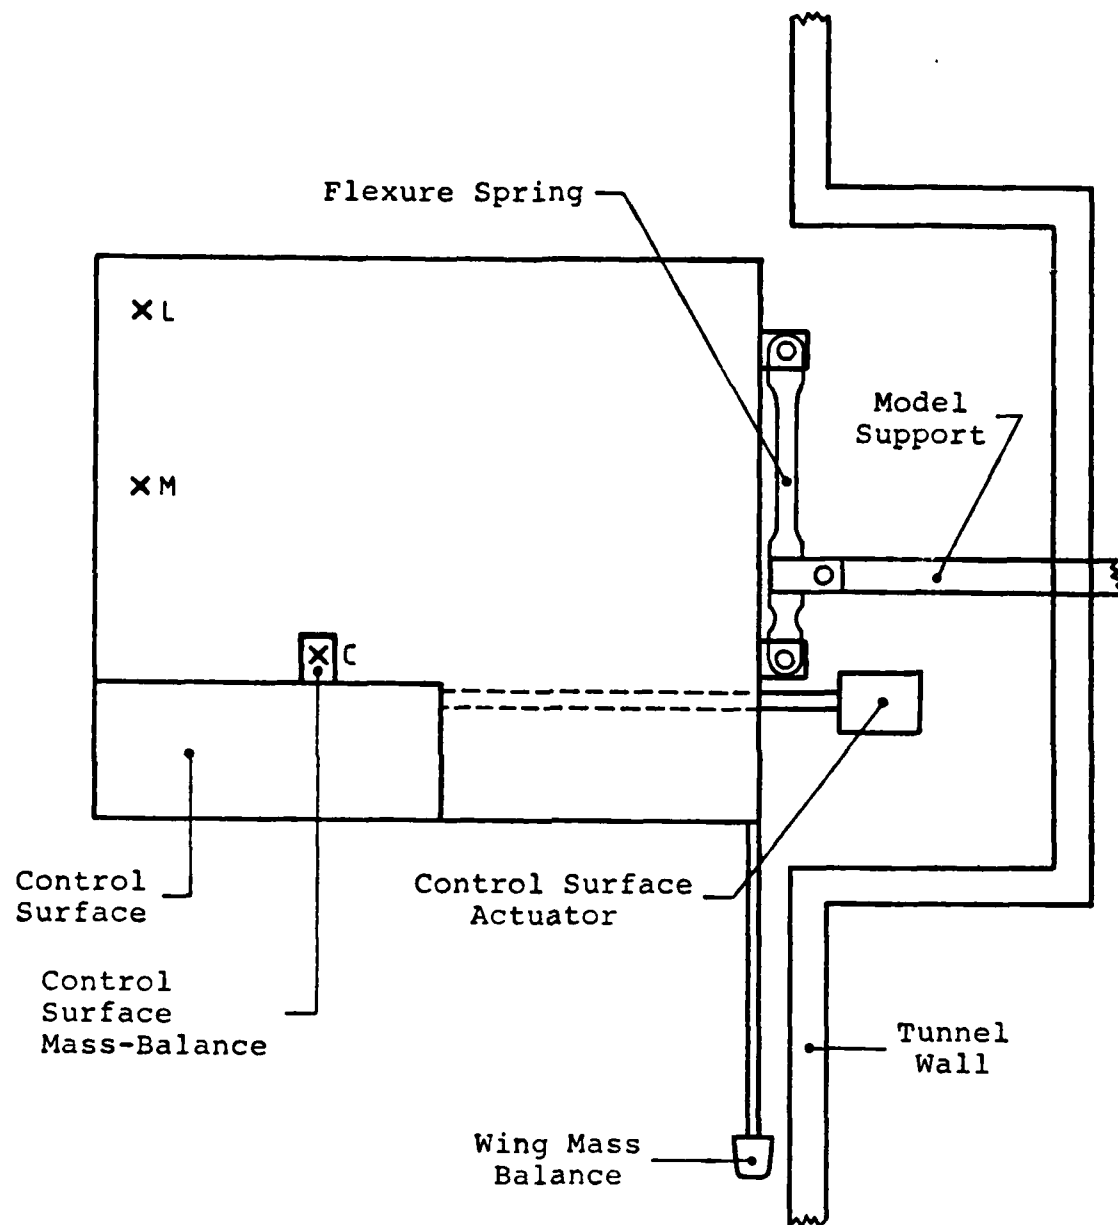 Flexure Spring
L
Model
Support
M
C
Control
Surface
Control Surface
Actuator
Control
Surface
Mass-Balance
Tunnel
Wall
Wing Mass
Balance